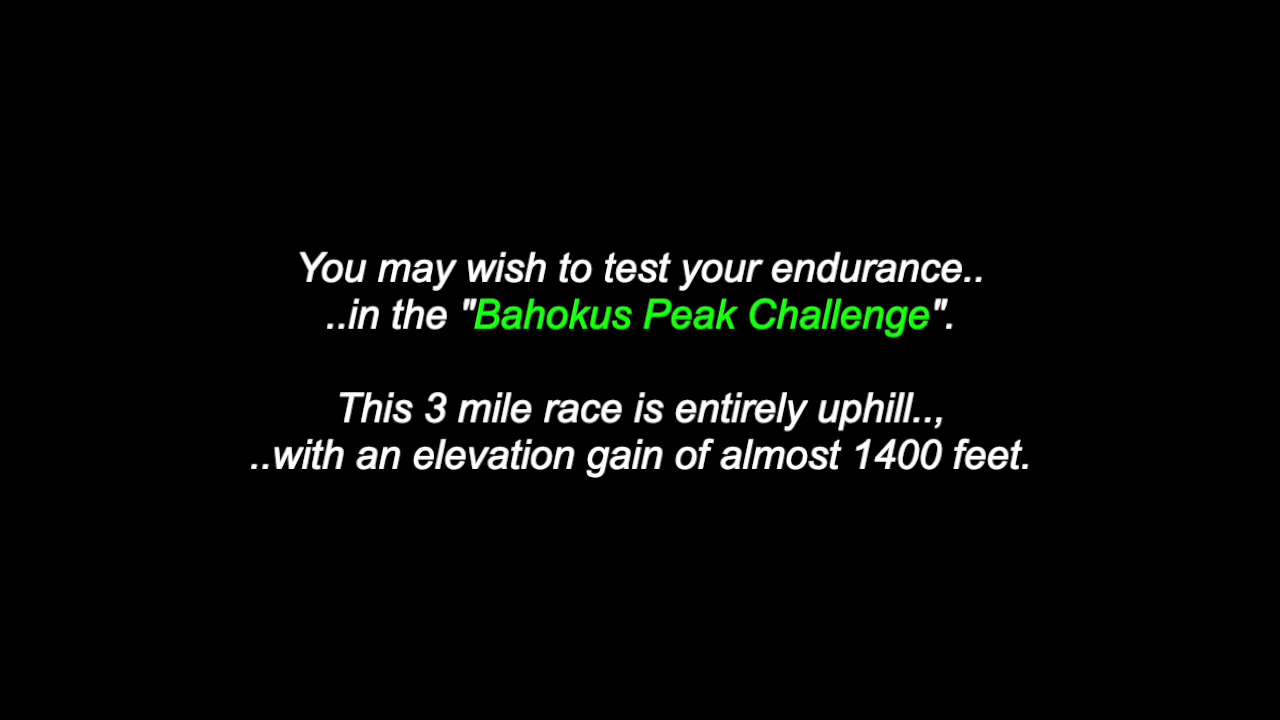 You may wish to test your endurance..
..in the "Bahokus Peak Challenge".
This 3 mile race is entirely uphill..,
..with an elevation gain of almost 1400 feet.